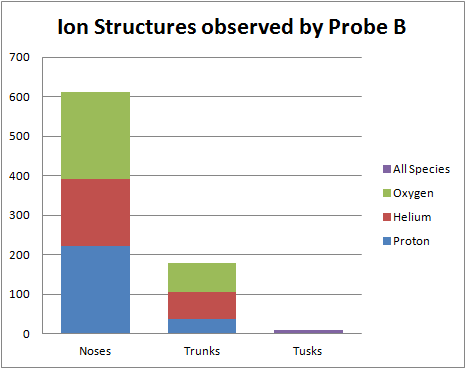 Ion Structures observed by Probe B
700
600
500
400
300
200
100
0
Noses
Trunks
Tusks
All Species
Oxygen
Helium
Proton